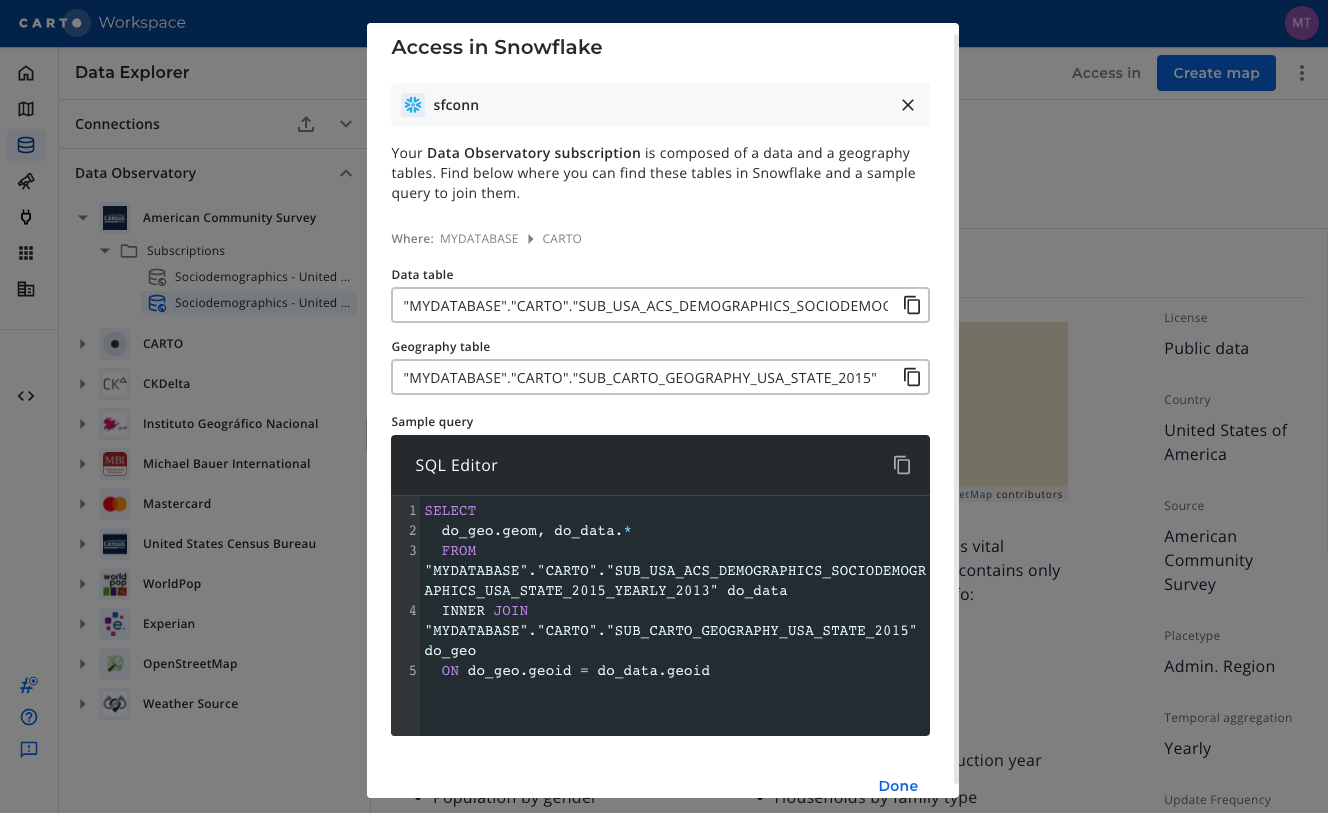 CARTO Workspace
MT
Data Explorer
Access in
Create map
Connections
Data Observatory
American Community Survey
Subscriptions
Sociodemographics - United ...
Sociodemographics - United ...
CARTO
CKDelta
Instituto Geográfico Nacional
Michael Bauer International
Mastercard
United States Census Bureau
WorldPop
Experian
OpenStreetMap
Weather Source
Access in Snowflake
sfconn
Your Data Observatory subscription is composed of a data and a geography
tables. Find below where you can find these tables in Snowflake and a sample
query to join them.
Where: MYDATABASE CARTO
Data table
"MYDATABASE"."CARTO"."SUB_USA_ACS_DEMOGRAPHICS_SOCIODEMOG
Geography table
"MYDATABASE"."CARTO"."SUB_CARTO_GEOGRAPHY_USA_STATE_2015"
Sample query
SQL Editor
1 SELECT
2 do_geo.geom, do_data.*
3 FROM
"MYDATABASE"."CARTO"."SUB_USA_ACS_DEMOGRAPHICS_SOCIODEMOGR
APHICS_USA_STATE_2015_YEARLY_2013" do_data
4 INNER JOIN
"MYDATABASE"."CARTO"."SUB_CARTO_GEOGRAPHY_USA_STATE_2015"
do_geo
5 ON do_geo.geoid = do_data.geoid
Done
etMap contributors
s vital
contains only
fo:
uction year
• Population by gender
• Households by family type
License
Public data
Country
United States of
America
Source
American
Community
Survey
Placetype
Admin. Region
Temporal aggregation
Yearly
Update Frequency